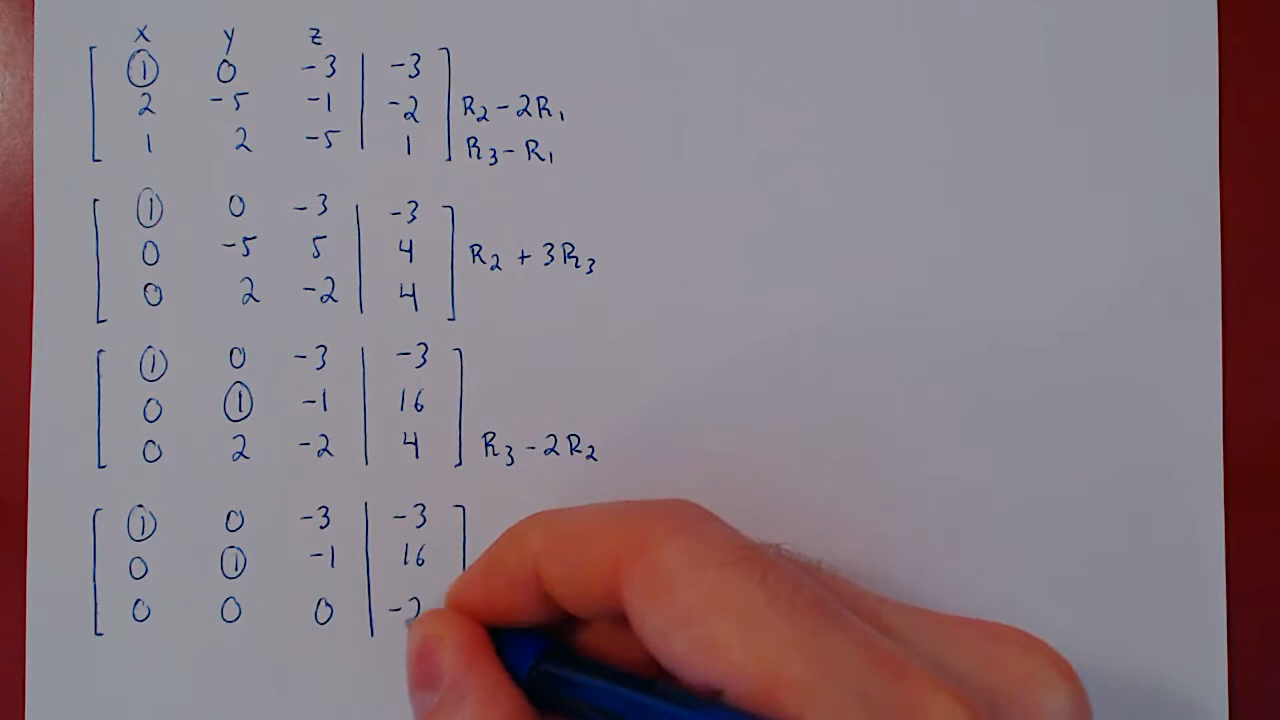 x y z
1 0 -3 | -3
2 -5 -1 | -2 R₂ - 2R₁
1 2 -5 | 1 R₃ - R₁
1 0 -3 | -3
0 -5 5 | 4 R₂ + 3R₃
0 2 -2 | 4
1 0 -3 | -3
0 1 -1 | 16
0 2 -2 | 4 R₃ - 2R₂
1 0 -3 | -3
0 1 -1 | 16
0 0 0 | -2